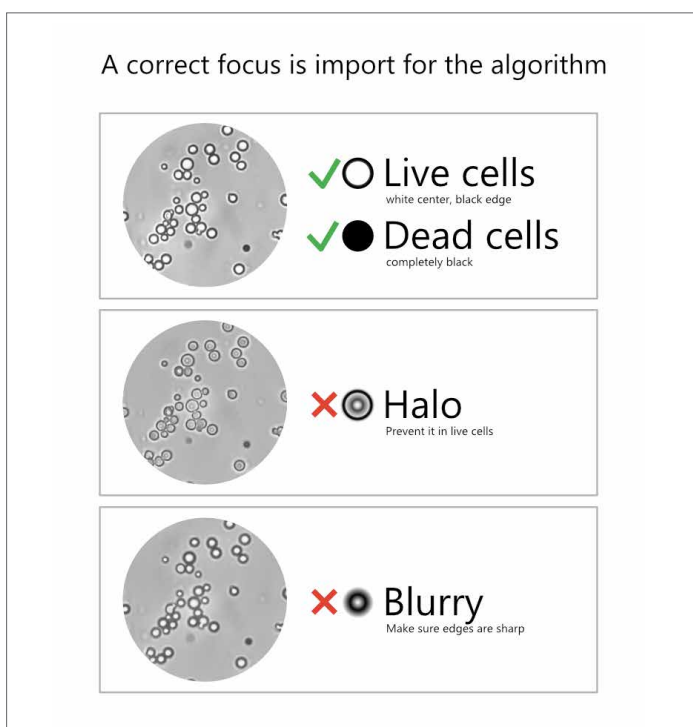 A correct focus is import for the algorithm
Live cells
white center, black edge
Dead cells
completely black
Halo
Prevent it in live cells
Blurry
Make sure edges are sharp